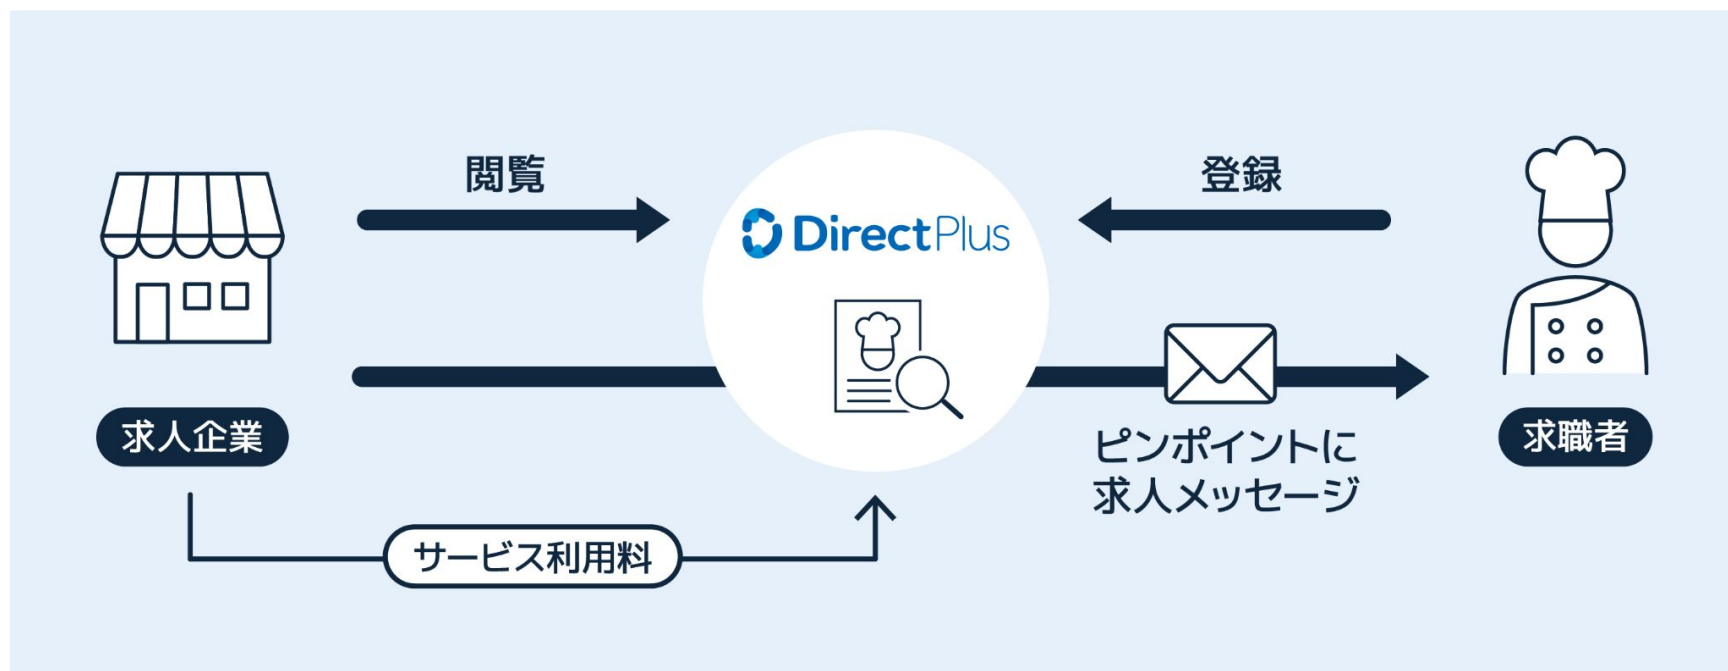 閲覧
登録
DirectPlus
求人企業
ピンポイントに
求人メッセージ
求職者
サービス利用料